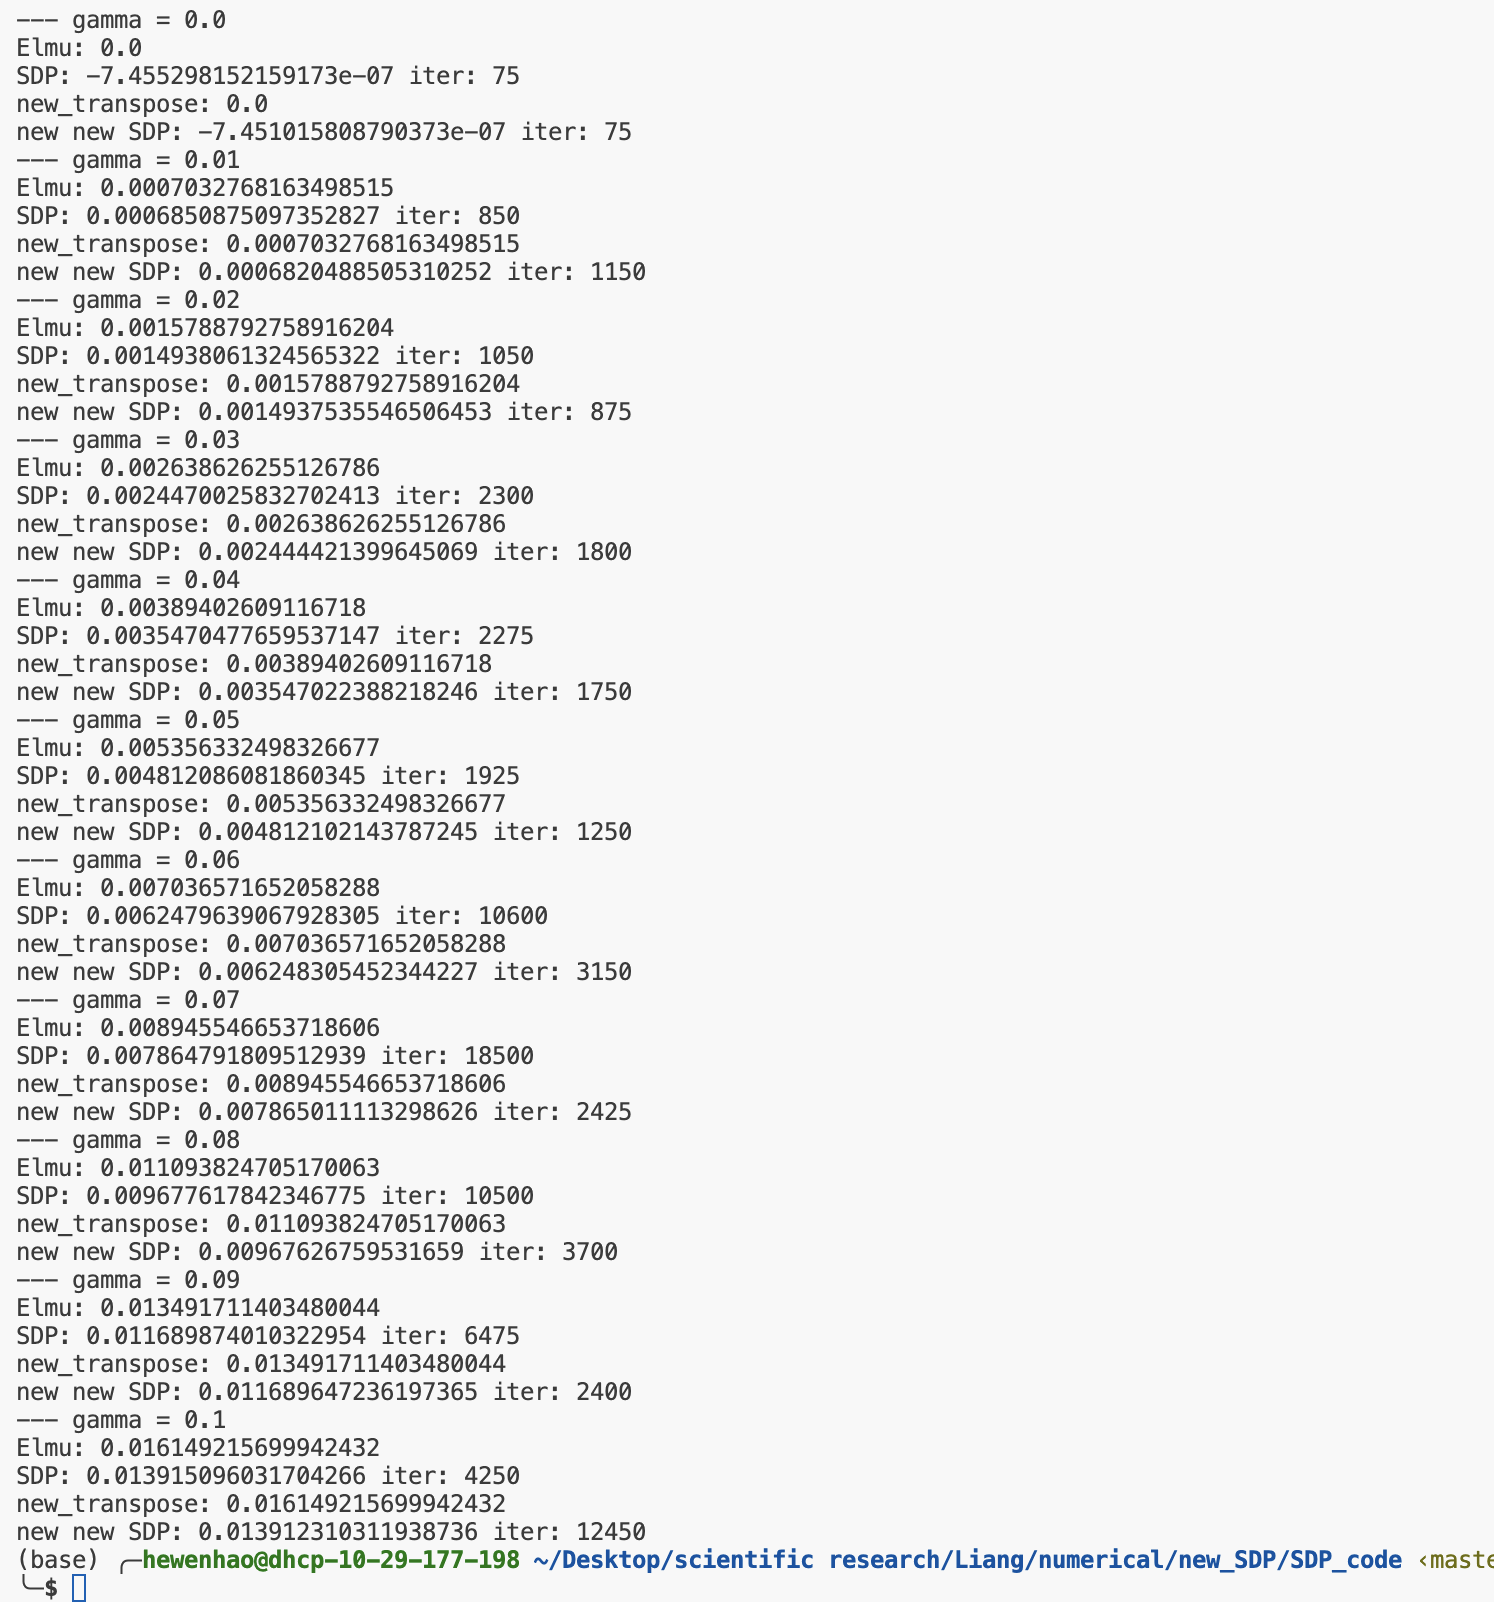 --- gamma = 0.0
Elmu: 0.0
SDP: -7.455298152159173e-07 iter: 75
new_transpose: 0.0
new new SDP: -7.451015808790373e-07 iter: 75
--- gamma = 0.01
Elmu: 0.0007032768163498515
SDP: 0.0006850875097352827 iter: 850
new_transpose: 0.0007032768163498515
new new SDP: 0.0006820488505310252 iter: 1150
--- gamma = 0.02
Elmu: 0.0015788792758916204
SDP: 0.0014938061324565322 iter: 1050
new_transpose: 0.0015788792758916204
new new SDP: 0.0014937535546506453 iter: 875
--- gamma = 0.03
Elmu: 0.002638626255126786
SDP: 0.0024470025832702413 iter: 2300
new_transpose: 0.002638626255126786
new new SDP: 0.002444421399645069 iter: 1800
--- gamma = 0.04
Elmu: 0.00389402609116718
SDP: 0.0035470477659537147 iter: 2275
new_transpose: 0.00389402609116718
new new SDP: 0.003547022388218246 iter: 1750
--- gamma = 0.05
Elmu: 0.005356332498326677
SDP: 0.004812086081860345 iter: 1925
new_transpose: 0.005356332498326677
new new SDP: 0.004812102143787245 iter: 1250
--- gamma = 0.06
Elmu: 0.007036571652058288
SDP: 0.0062479639067928305 iter: 10600
new_transpose: 0.007036571652058288
new new SDP: 0.006248305452344227 iter: 3150
--- gamma = 0.07
Elmu: 0.008945546653718606
SDP: 0.007864791809512939 iter: 18500
new_transpose: 0.008945546653718606
new new SDP: 0.007865011113298626 iter: 2425
--- gamma = 0.08
Elmu: 0.011093824705170063
SDP: 0.009677617842346775 iter: 10500
new_transpose: 0.011093824705170063
new new SDP: 0.00967626759531659 iter: 3700
--- gamma = 0.09
Elmu: 0.013491711403480044
SDP: 0.011689874010322954 iter: 6475
new_transpose: 0.013491711403480044
new new SDP: 0.011689647236197365 iter: 2400
--- gamma = 0.1
Elmu: 0.016149215699942432
SDP: 0.013915096031704266 iter: 4250
new_transpose: 0.016149215699942432
new new SDP: 0.013912310311938736 iter: 12450
(base) ╭─hewenhao@dhcp-10-29-177-198 ~/Desktop/scientific research/Liang/numerical/new_SDP/SDP_code ‹maste
╰─$